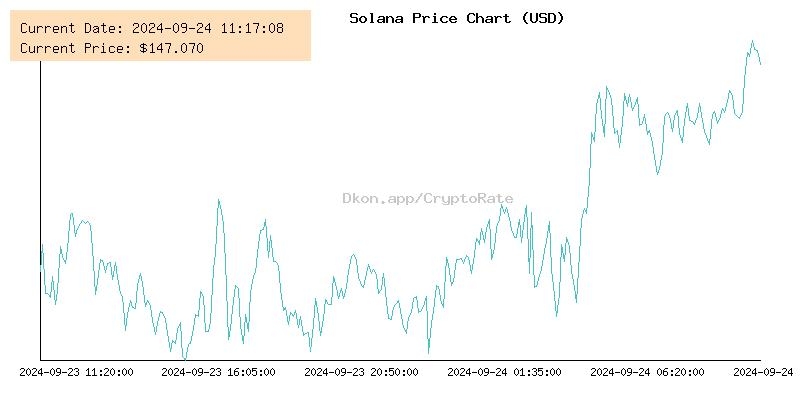 Solana Price Chart (USD)
Current Date: 2024-09-24 11:17:08
Current Price: $147.070
Dkon.app/CryptoRate
2024-09-23 11:20:00 2024-09-23 16:05:00 2024-09-23 20:50:00 2024-09-24 01:35:00 2024-09-24 06:20:00 2024-09-24